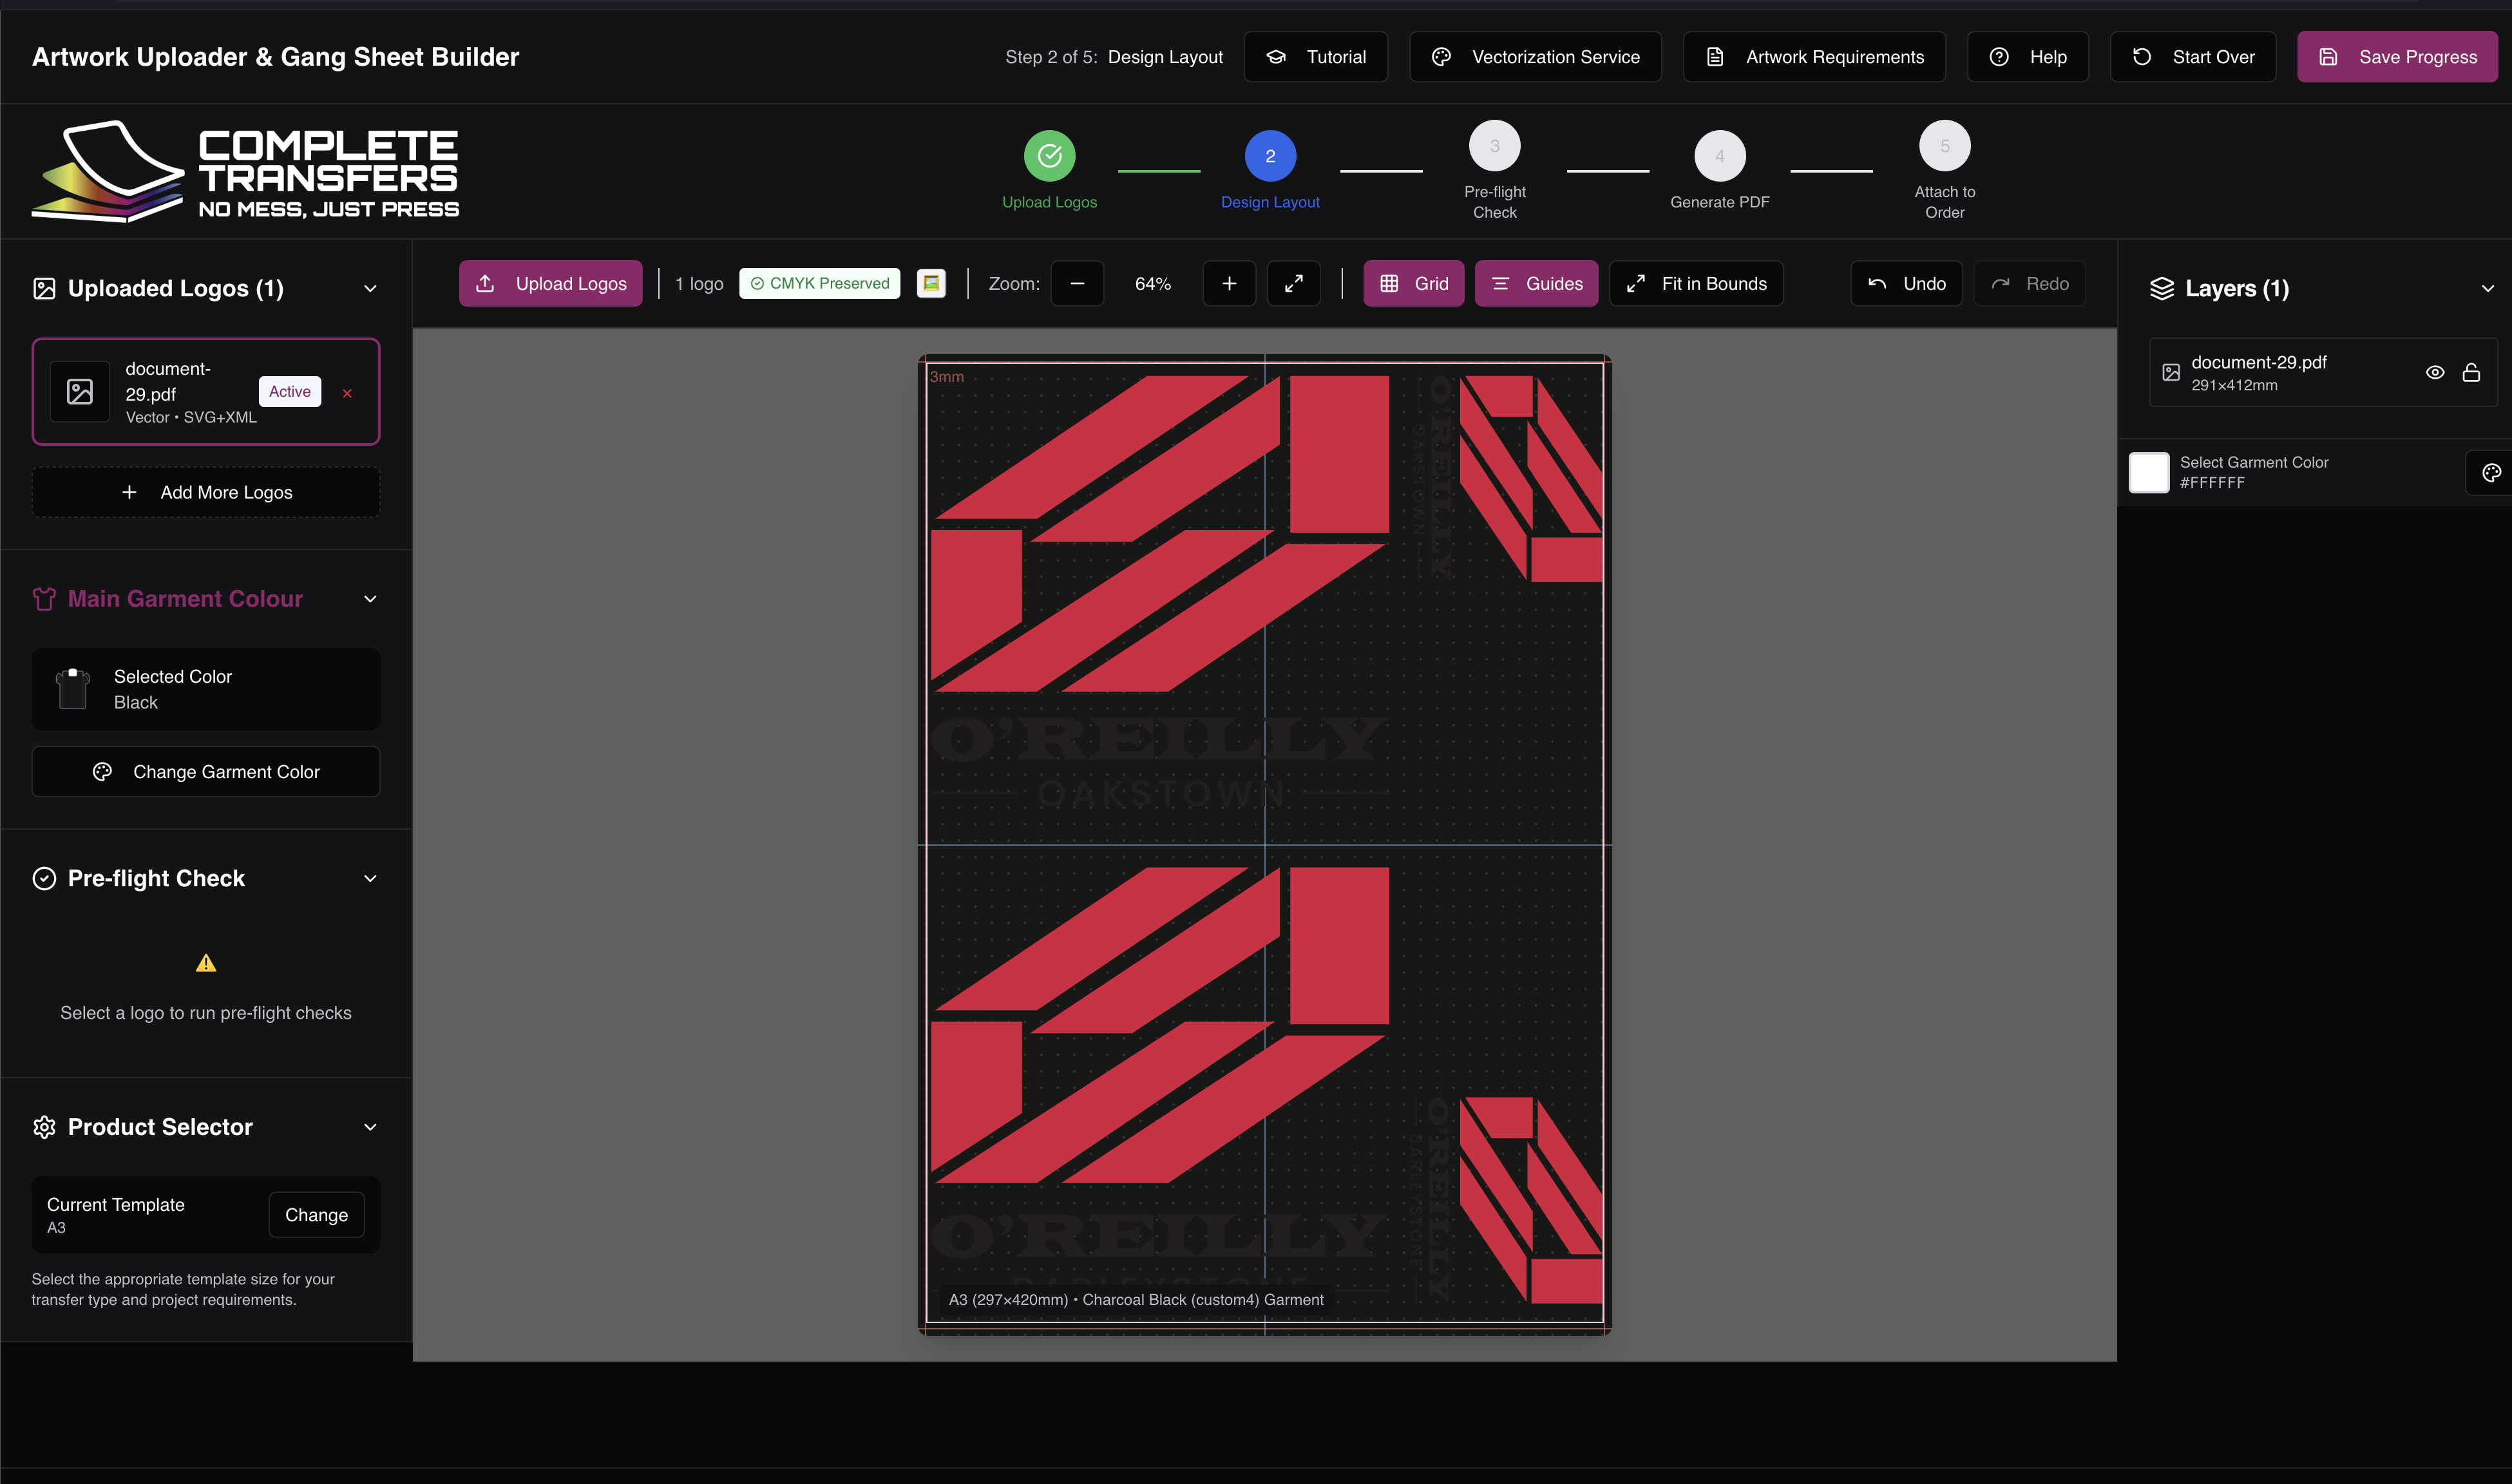 Artwork Uploader & Gang Sheet Builder
Step 2 of 5: Design Layout
Tutorial
Vectorization Service
Artwork Requirements
Help
Start Over
Save Progress
COMPLETE
TRANSFERS
NO MESS, JUST PRESS
Upload Logos
2
Design Layout
3
Pre-flight
Check
4
Generate PDF
5
Attach to
Order
Uploaded Logos (1)
document-
29.pdf
Vector • SVG+XML
Active
Add More Logos
Main Garment Colour
Selected Color
Black
Change Garment Color
Pre-flight Check
Select a logo to run pre-flight checks
Product Selector
Current Template
A3
Change
Select the appropriate template size for your
transfer type and project requirements.
Upload Logos
1 logo
CMYK Preserved
Zoom:
64%
Grid
Guides
Fit in Bounds
Undo
Redo
3mm
O'REILLY
OAKSTOWN
O'REILLY
OAKSTOWN
O'REILLY
O'REILLY
A3 (297×420mm) • Charcoal Black (custom4) Garment
Layers (1)
document-29.pdf
291×412mm
Select Garment Color
#FFFFFF